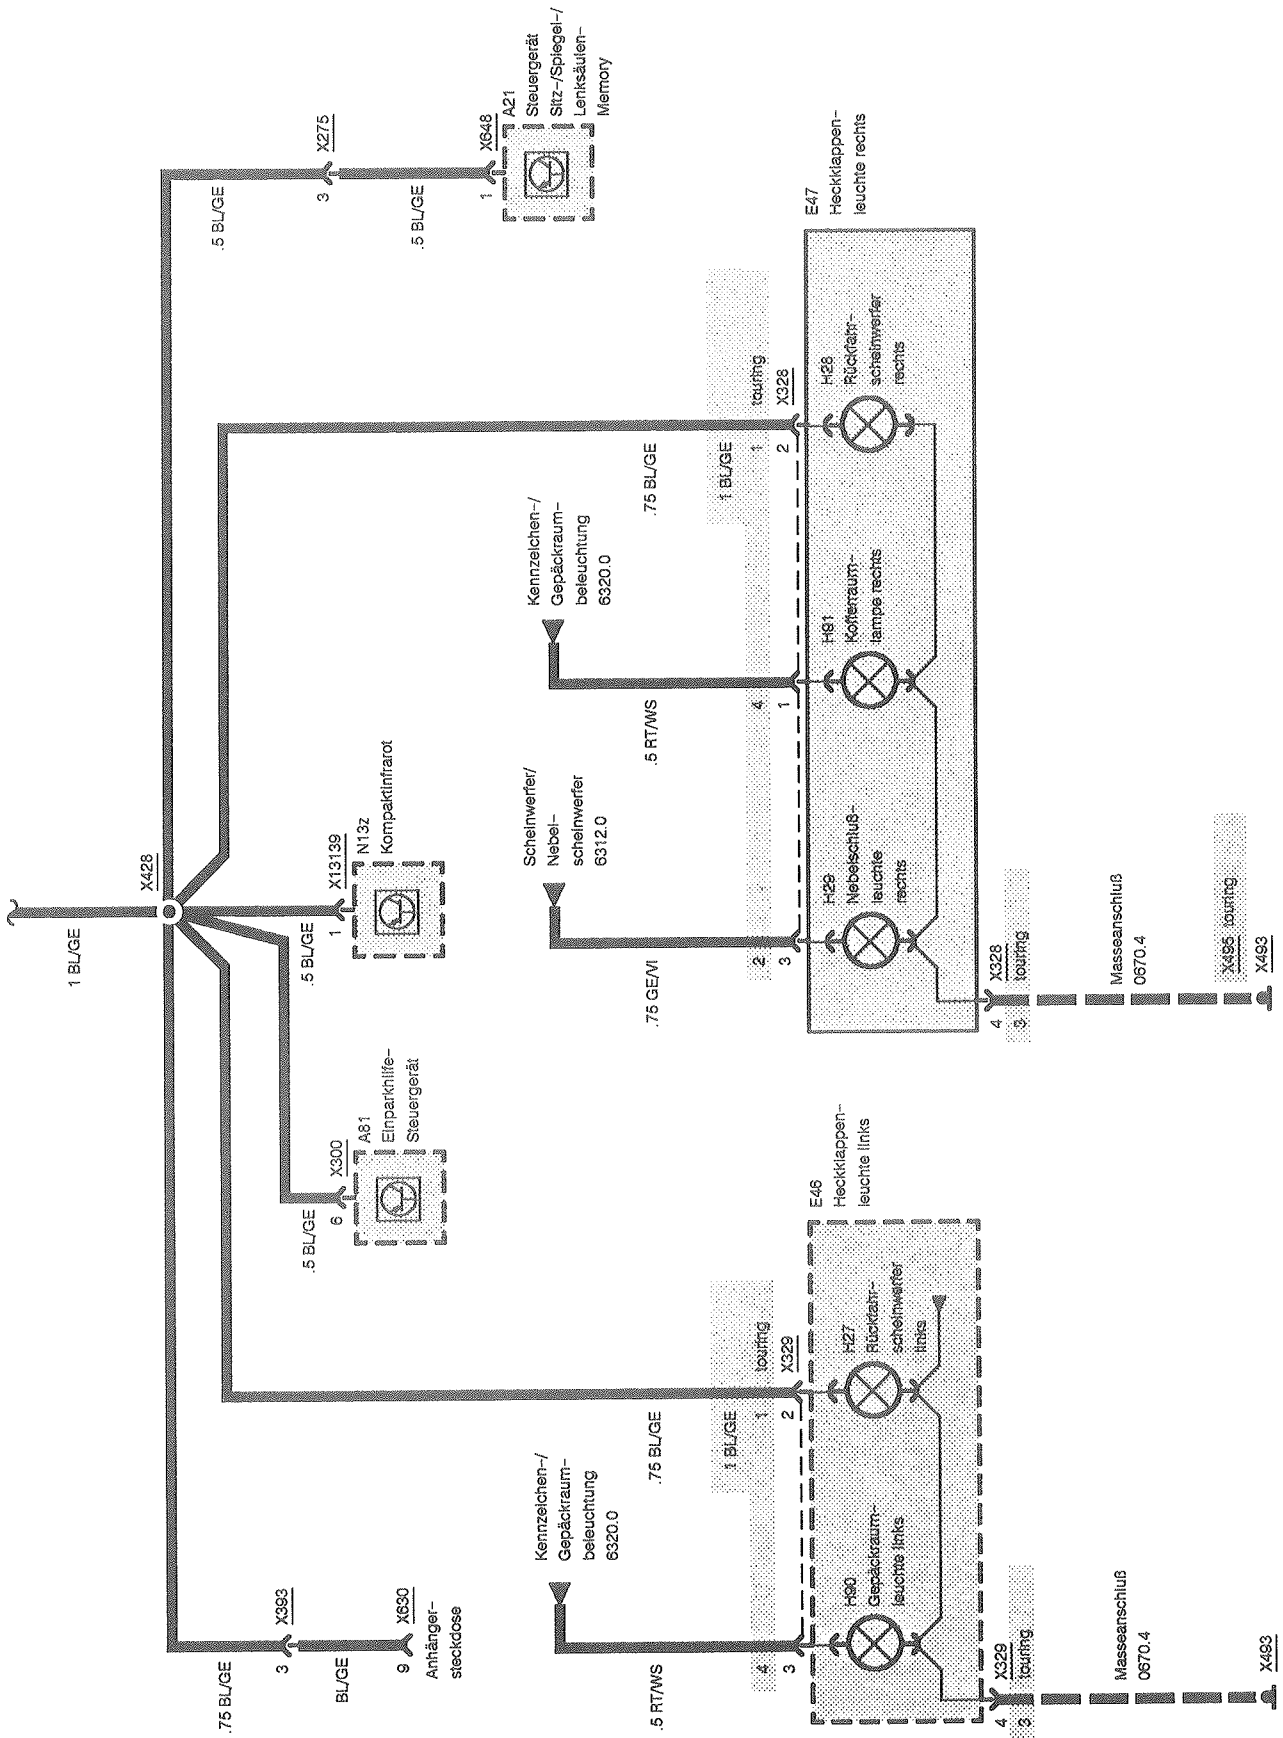 1 BL/GE
X428
.75 BL/GE
3
X393
BL/GE
9
X630
Anhänger-
steckdose
.5 BL/GE
6
X300
A81
Einparkhilfe-
Steuergerät
.5 BL/GE
1
X13139
N13z
Kompaktinfrarot
.5 BL/GE
3
X275
.5 BL/GE
1
X648
A21
Steuergerät
Sitz-/Spiegel-/
Lenksäulen-
Memory
Kennzeichen-/
Gepäckraum-
beleuchtung
6320.0
.5 RT/WS
4
3
.75 BL/GE
1 BL/GE
1
touring
2
X329
E46
Heckklappen-
leuchte links
H90
Gepäckraum-
leuchte links
H27
Rückfahr-
scheinwerfer
links
4
X329
3
touring
Masseanschluß
0670.4
X493
Scheinwerfer/
Nebel-
scheinwerfer
6312.0
.75 GE/VI
2
3
Kennzeichen-/
Gepäckraum-
beleuchtung
6320.0
.5 RT/WS
4
1
.75 BL/GE
1 BL/GE
1
touring
2
X328
E47
Heckklappen-
leuchte rechts
H29
Nebelschluß-
leuchte
rechts
H91
Kofferraum-
lampe rechts
H28
Rückfahr-
scheinwerfer
rechts
4
X328
3
touring
Masseanschluß
0670.4
X495 touring
X493